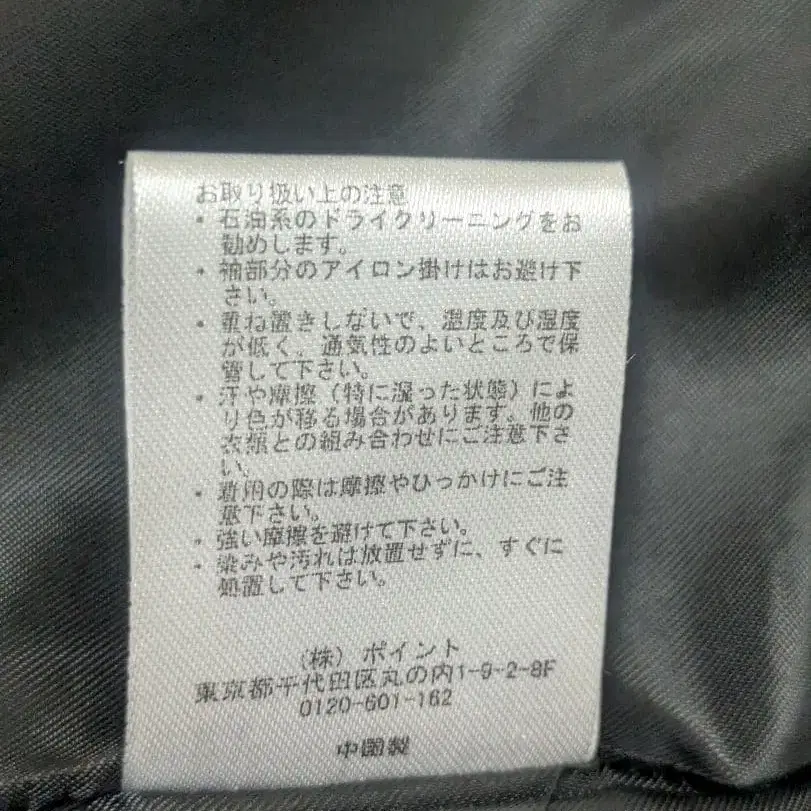 お取り扱い上の注意
・石油系のドライクリーニングをお
勧めします。
・袖部分のアイロン掛けはお避け下
さい。
・重ね置きしないで、温度及び湿度
が低く、通気性のよいところで保
管して下さい。
・汗や摩擦(特に湿った状態)によ
り色が移る場合があります。他の
衣類との組み合わせにご注意下さ
い。
・着用の際は摩擦やひっかけにご注
意下さい。
・強い摩擦を避けて下さい。
・染みや汚れは放置せずに、すぐに
処置して下さい。
(株) ポイント
東京都千代田区丸の内1-9-2-8F
0120-601-162
中国製